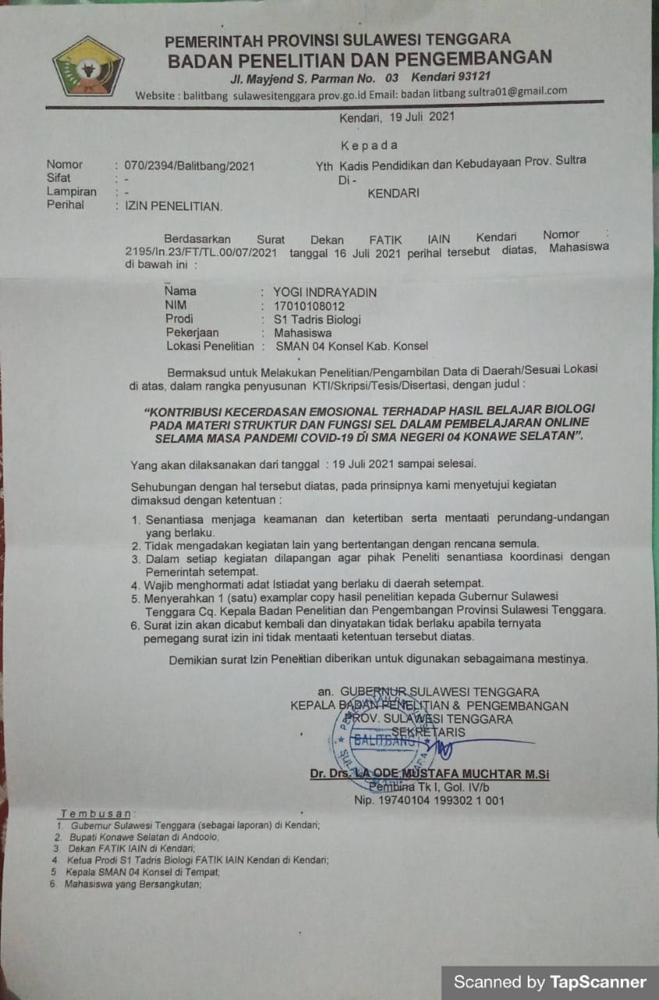 PEMERINTAH PROVINSI SULAWESI TENGGARA
BADAN PENELITIAN DAN PENGEMBANGAN
Jl. Mayjend S. Parman No. 03 Kendari 93121
Website : balitbang sulawesitenggara prov.go.id Email: badan litbang sultra01@gmail.com
Kendari, 19 Juli 2021
K e p a d a
Nomor : 070/2394/Balitbang/2021
Yth Kadis Pendidikan dan Kebudayaan Prov. Sultra
Sifat : -
Di -
Lampiran : -
KENDARI
Perihal : IZIN PENELITIAN.
Berdasarkan Surat Dekan FATIK IAIN Kendari Nomor :
2195/In.23/FT/TL.00/07/2021 tanggal 16 Juli 2021 perihal tersebut diatas, Mahasiswa
di bawah ini :
Nama : YOGI INDRAYADIN
NIM : 17010108012
Prodi : S1 Tadris Biologi
Pekerjaan : Mahasiswa
Lokasi Penelitian : SMAN 04 Konsel Kab. Konsel
Bermaksud untuk Melakukan Penelitian/Pengambilan Data di Daerah/Sesuai Lokasi
di atas, dalam rangka penyusunan KTI/Skripsi/Tesis/Disertasi, dengan judul :
“KONTRIBUSI KECERDASAN EMOSIONAL TERHADAP HASIL BELAJAR BIOLOGI
PADA MATERI STRUKTUR DAN FUNGSI SEL DALAM PEMBELAJARAN ONLINE
SELAMA MASA PANDEMI COVID-19 DI SMA NEGERI 04 KONAWE SELATAN”.
Yang akan dilaksanakan dari tanggal : 19 Juli 2021 sampai selesai.
Sehubungan dengan hal tersebut diatas, pada prinsipnya kami menyetujui kegiatan
dimaksud dengan ketentuan :
1. Senantiasa menjaga keamanan dan ketertiban serta mentaati perundang-undangan
yang berlaku.
2. Tidak mengadakan kegiatan lain yang bertentangan dengan rencana semula.
3. Dalam setiap kegiatan dilapangan agar pihak Peneliti senantiasa koordinasi dengan
Pemerintah setempat.
4. Wajib menghormati adat Istiadat yang berlaku di daerah setempat.
5. Menyerahkan 1 (satu) examplar copy hasil penelitian kepada Gubernur Sulawesi
Tenggara Cq. Kepala Badan Penelitian dan Pengembangan Provinsi Sulawesi Tenggara.
6. Surat izin akan dicabut kembali dan dinyatakan tidak berlaku apabila ternyata
pemegang surat izin ini tidak mentaati ketentuan tersebut diatas.
Demikian surat Izin Penelitian diberikan untuk digunakan sebagaimana mestinya.
an. GUBERNUR SULAWESI TENGGARA
KEPALA BADAN PENELITIAN & PENGEMBANGAN
PROV. SULAWESI TENGGARA
SEKRETARIS
BALITBANG
Dr. Drs. LA ODE MUSTAFA MUCHTAR M.Si
Pembina Tk I, Gol. IV/b
Nip. 19740104 199302 1 001
T e m b u s a n :
1. Gubernur Sulawesi Tenggara (sebagai laporan) di Kendari;
2. Bupati Konawe Selatan di Andoolo;
3. Dekan FATIK IAIN di Kendari;
4 Ketua Prodi S1 Tadris Biologi FATIK IAIN Kendari di Kendari;
5 Kepala SMAN 04 Konsel di Tempat;
6. Mahasiswa yang Bersangkutan;
Scanned by TapScanner